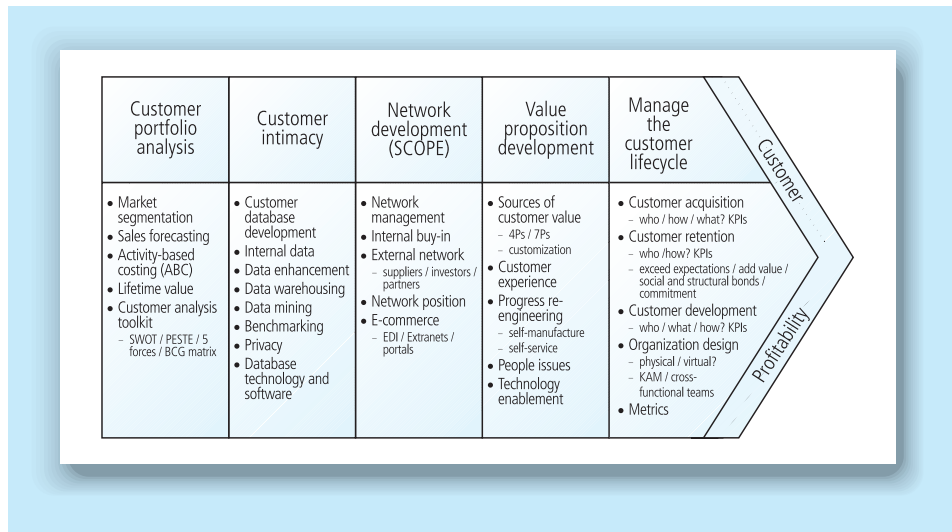 Customer
portfolio
analysis
• Market
segmentation
• Sales forecasting
• Activity-based
costing (ABC)
• Lifetime value
• Customer analysis
toolkit
– SWOT / PESTE / 5
forces / BCG matrix
Customer
intimacy
• Customer
database
development
• Internal data
• Data enhancement
• Data warehousing
• Data mining
• Benchmarking
• Privacy
• Database
technology and
software
Network
development
(SCOPE)
• Network
management
• Internal buy-in
• External network
– suppliers / investors /
partners
• Network position
• E-commerce
– EDI / Extranets /
portals
Value
proposition
development
• Sources of
customer value
– 4Ps / 7Ps
– customization
• Customer
experience
• Progress re-
engineering
– self-manufacture
– self-service
• People issues
• Technology
enablement
Manage
the
customer
lifecycle
• Customer acquisition
– who / how / what? KPIs
• Customer retention
– who /how? KPIs
– exceed expectations / add value /
social and structural bonds /
commitment
• Customer development
– who / what / how? KPIs
• Organization design
– physical / virtual?
– KAM / cross-
functional teams
• Metrics
Customer
Profitability